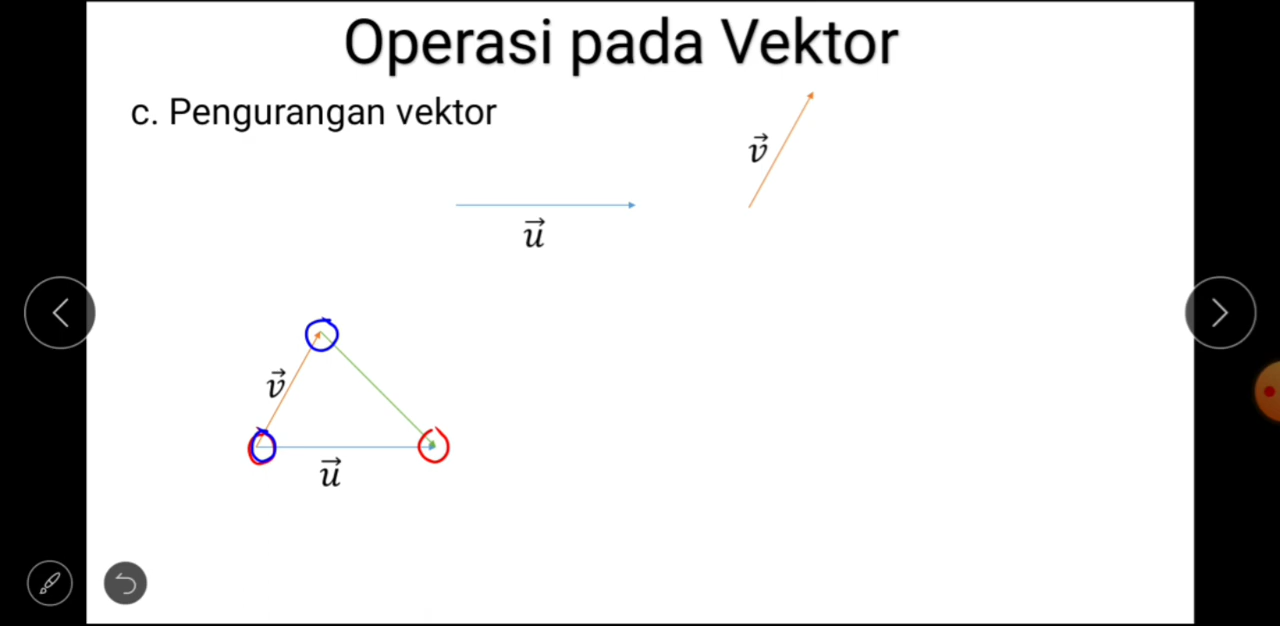 Operasi pada Vektor
c. Pengurangan vektor
v⃗
u⃗
v⃗
u⃗